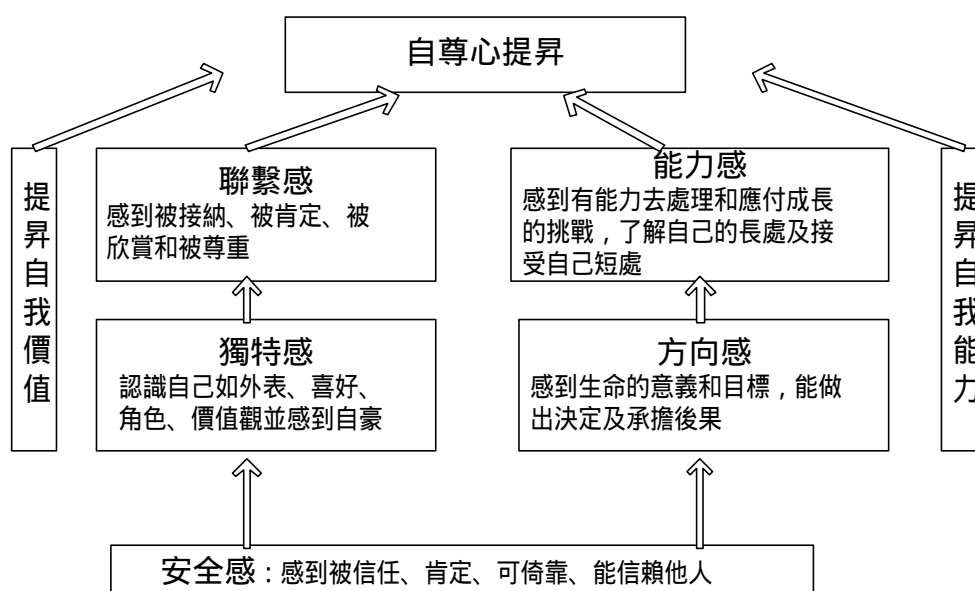 自尊心提昇
提昇自我價值
聯繫感
感到被接納、被肯定、被
欣賞和被尊重
能力感
感到有能力去處理和應付成長
的挑戰，了解自己的長處及接
受自己短處
提昇自我能力
獨特感
認識自己如外表、喜好、
角色、價值觀並感到自豪
方向感
感到生命的意義和目標，能做
出決定及承擔後果
安全感：感到被信任、肯定、可倚靠、能信賴他人